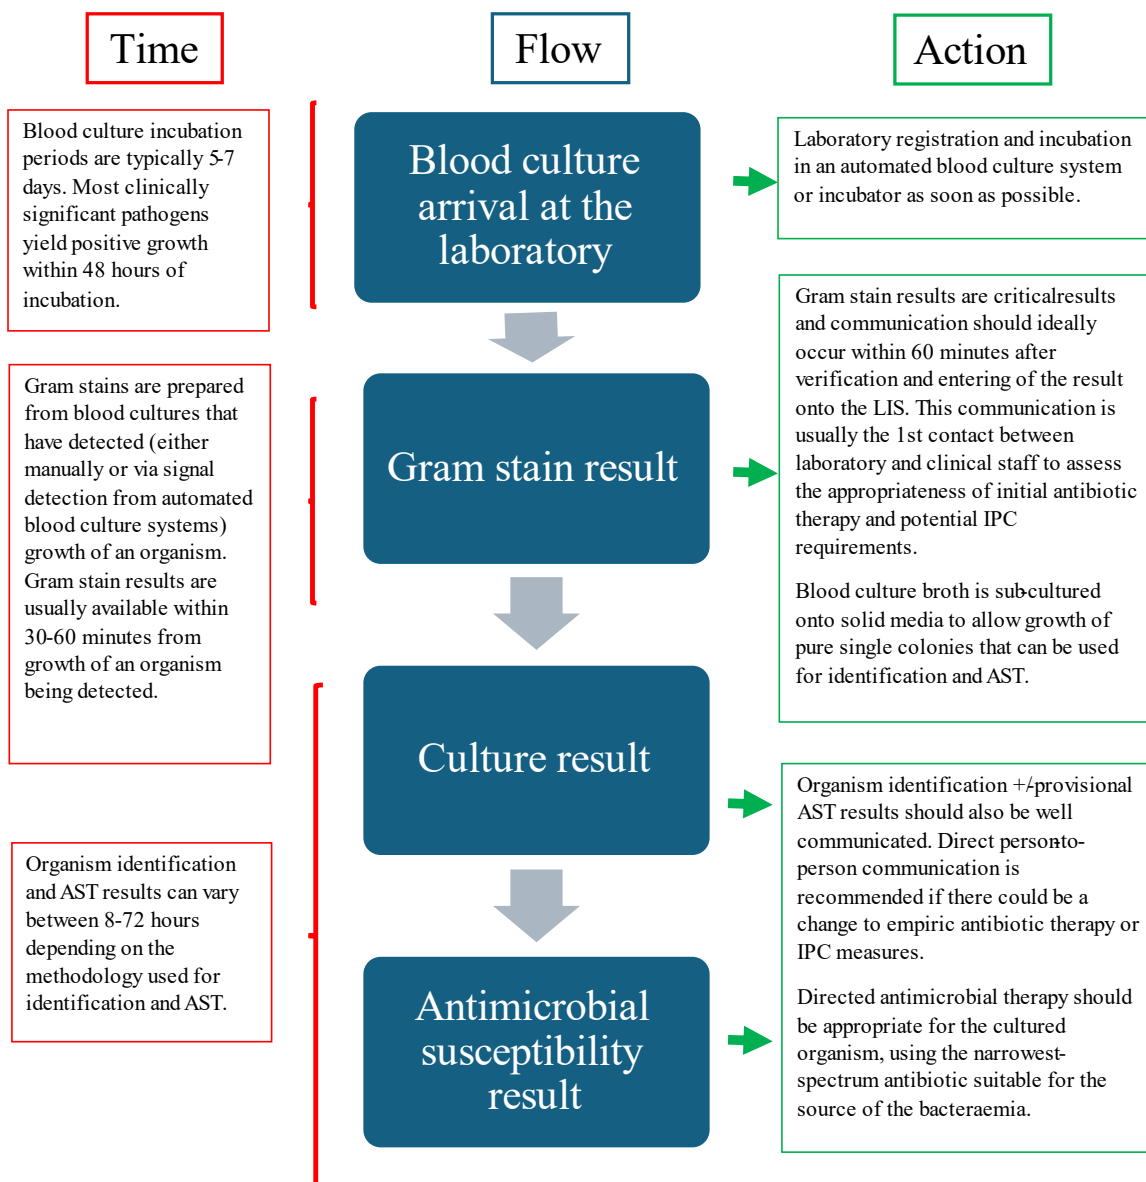 Time
Flow
Action
Blood culture incubation
periods are typically 5-7
days. Most clinically
significant pathogens
yield positive growth
within 48 hours of
incubation.
Blood culture
arrival at the
laboratory
Laboratory registration and incubation
in an automated blood culture system
or incubator as soon as possible.
Gram stains are prepared
from blood cultures that
have detected (either
manually or via signal
detection from automated
blood culture systems)
growth of an organism.
Gram stain results are
usually available within
30-60 minutes from
growth of an organism
being detected.
Gram stain result
Gram stain results are criticalresults
and communication should ideally
occur within 60 minutes after
verification and entering of the result
onto the LIS. This communication is
usually the 1st contact between
laboratory and clinical staff to assess
the appropriateness of initial antibiotic
therapy and potential IPC
requirements.
Blood culture broth is sub-cultured
onto solid media to allow growth of
pure single colonies that can be used
for identification and AST.
Culture result
Organism identification +/-provisional
AST results should also be well
communicated. Direct person-to-
person communication is
recommended if there could be a
change to empiric antibiotic therapy or
IPC measures.
Organism identification
and AST results can vary
between 8-72 hours
depending on the
methodology used for
identification and AST.
Antimicrobial
susceptibility
result
Directed antimicrobial therapy should
be appropriate for the cultured
organism, using the narrowest-
spectrum antibiotic suitable for the
source of the bacteraemia.